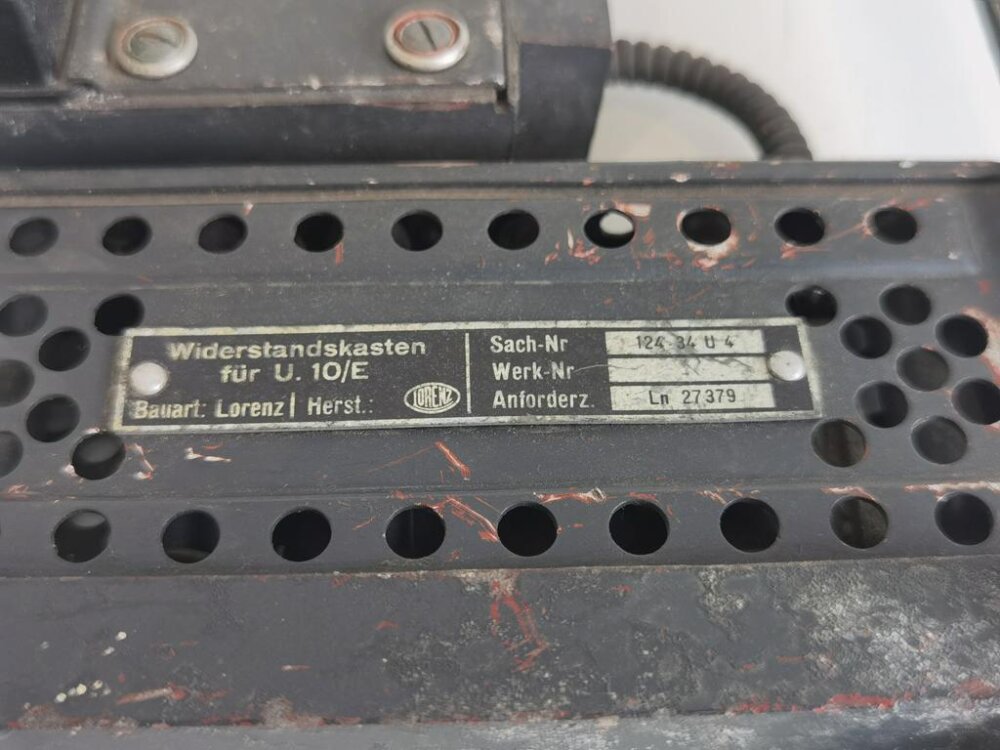 Widerstandskasten
für U. 10/E
Bauart: Lorenz | Herst.: LORENZ
Sach-Nr 124-34 U 4
Werk-Nr
Anforderz. Ln 27379